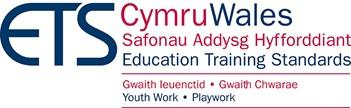 ETS CymruWales
Safonau Addysg Hyfforddiant
Education Training Standards
Gwaith Ieuenctid • Gwaith Chwarae
Youth Work • Playwork